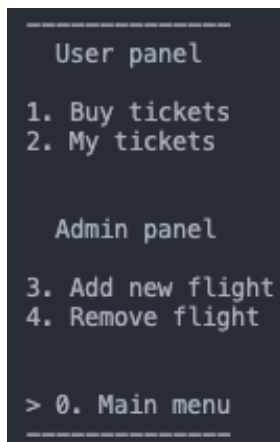 --------------
User panel
1. Buy tickets
2. My tickets
Admin panel
3. Add new flight
4. Remove flight
> 0. Main menu
--------------